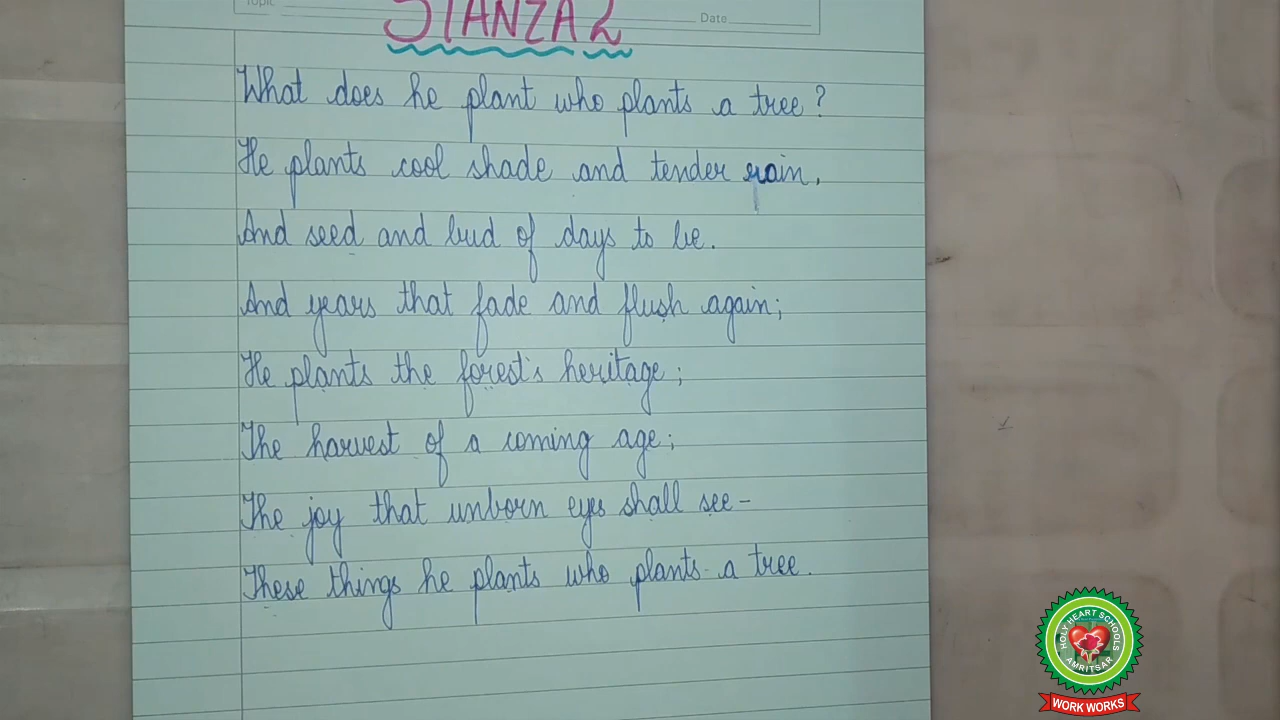 Topic
Date
STANZA 2
What does he plant who plants a tree?
He plants cool shade and tender rain,
And seed and bud of days to be.
And years that fade and flush again;
He plants the forest's heritage;
The harvest of a coming age;
The joy that unborn eyes shall see-
These things he plants who plants a tree.
HOLY HEART SCHOOLS
AMRITSAR
WORK WORKS